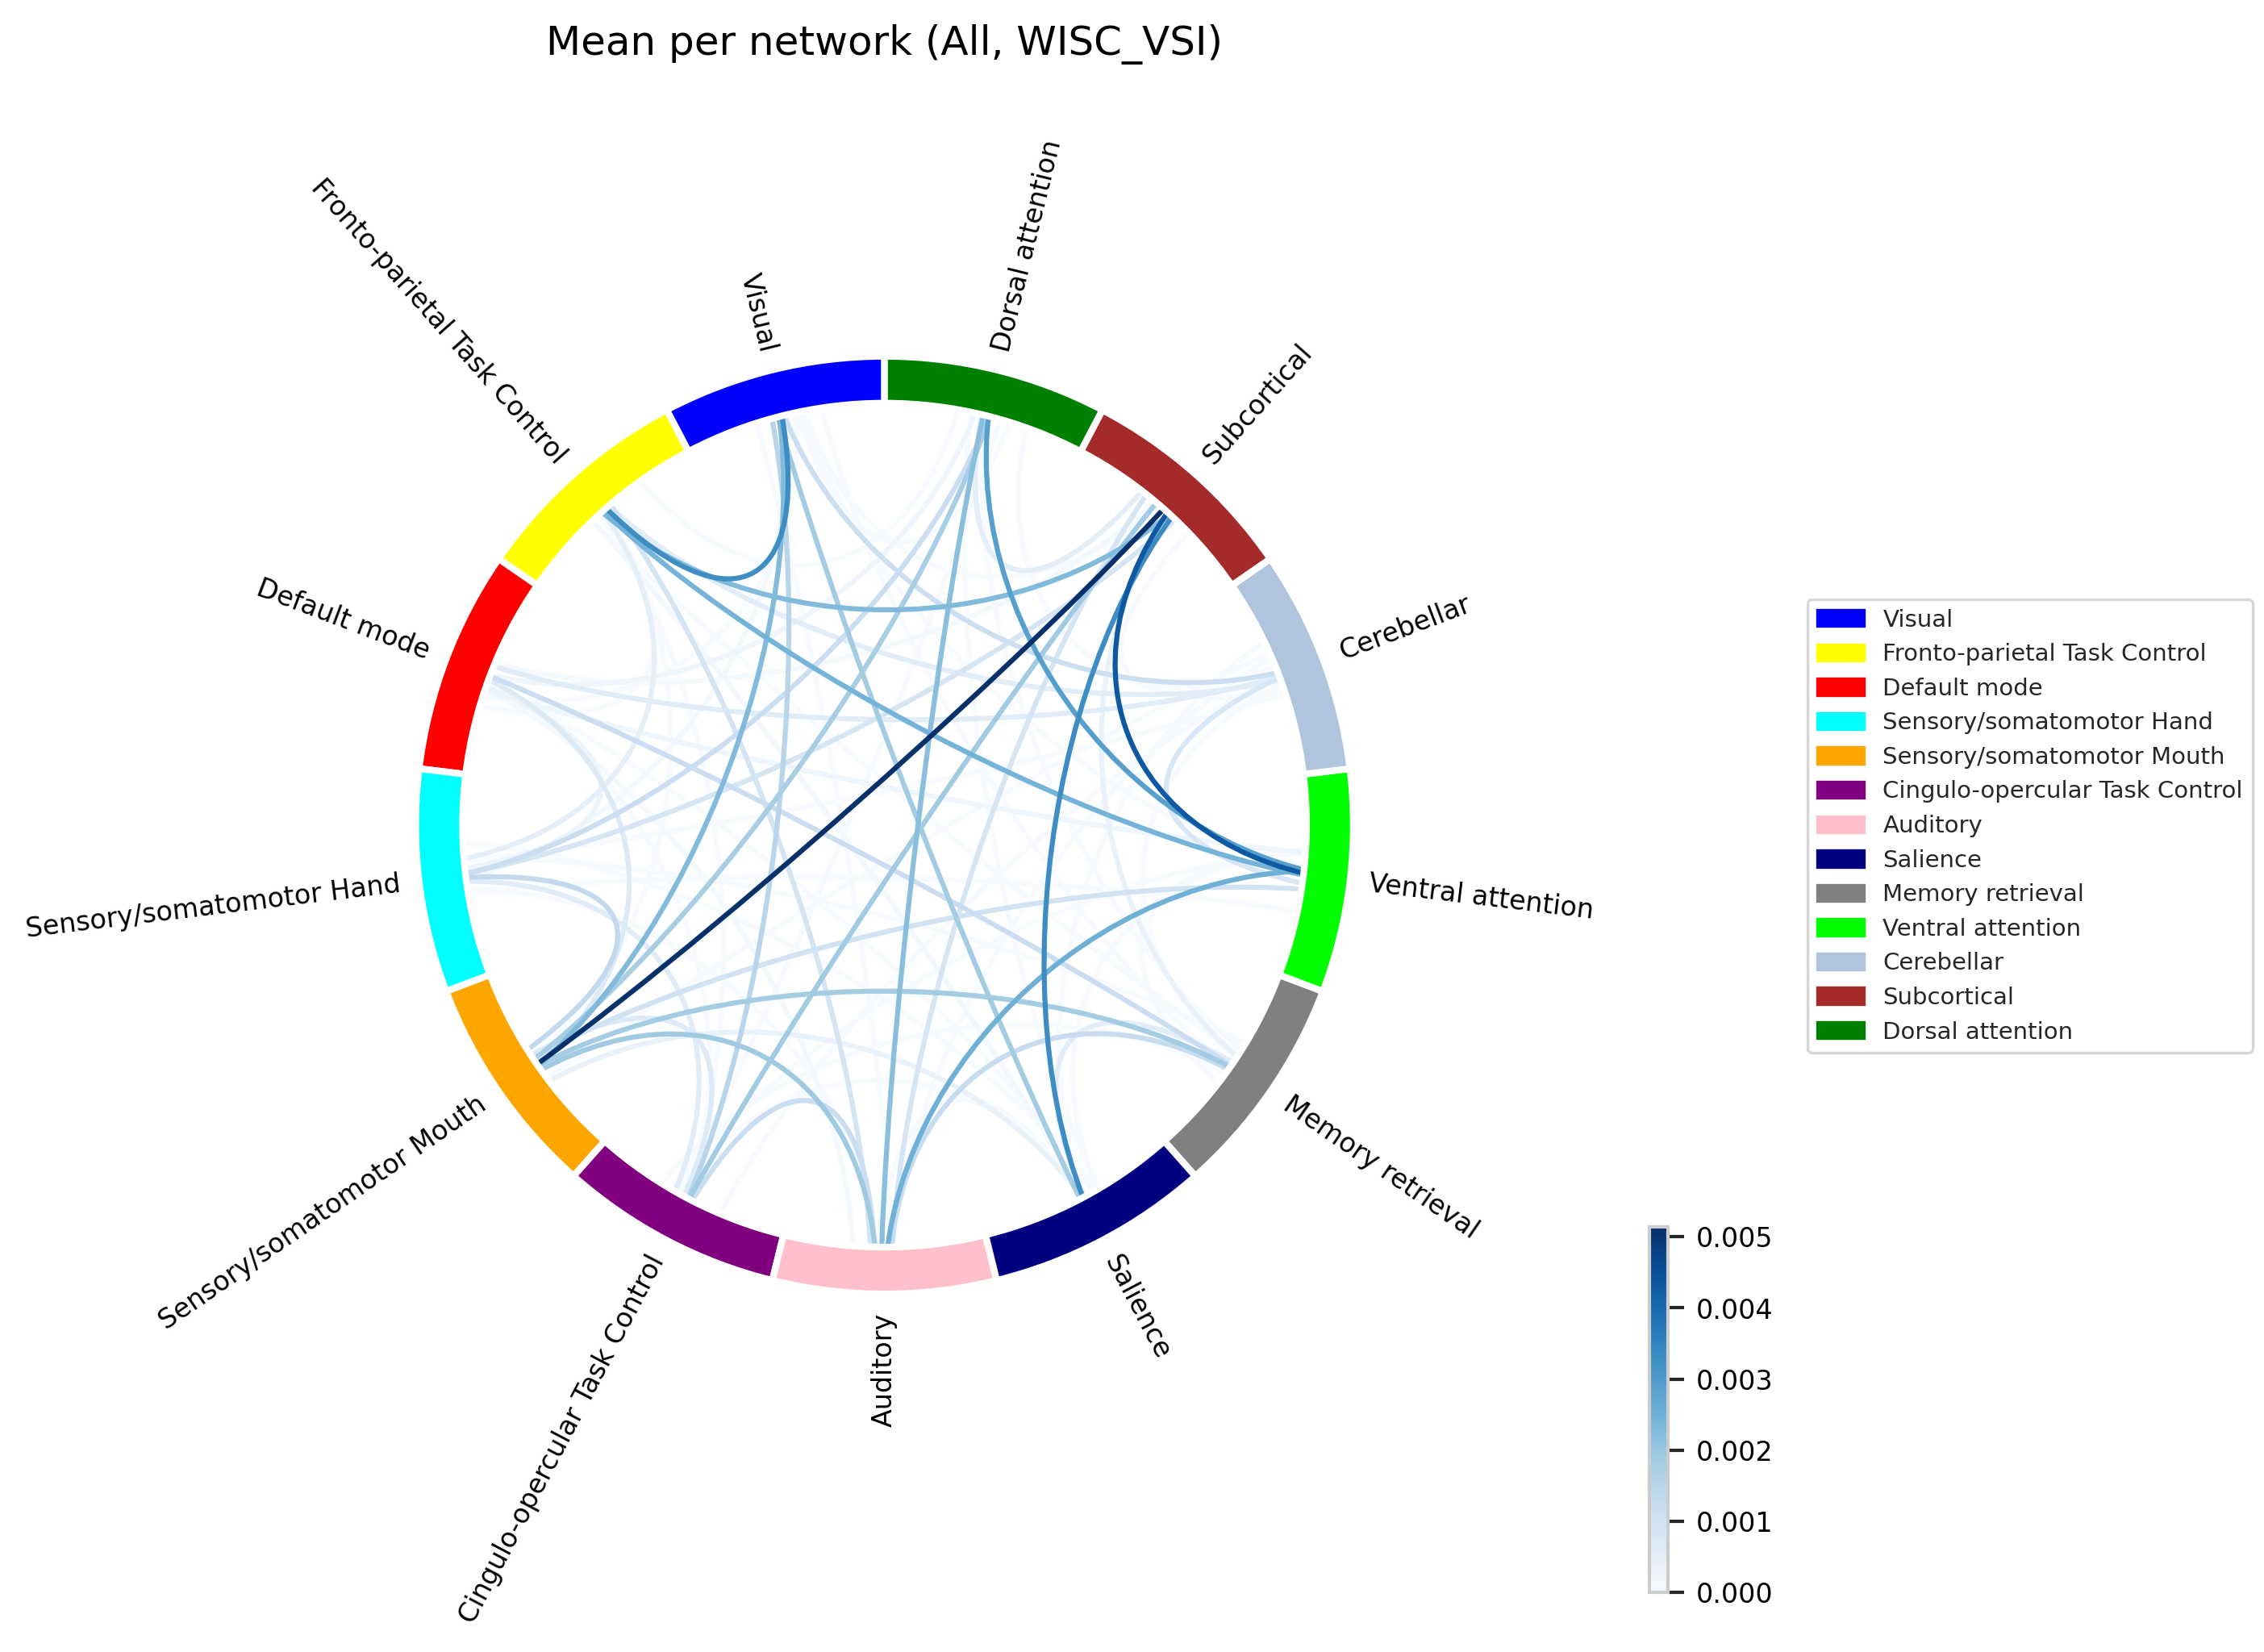 Mean per network (All, WISC_VSI)
Dorsal attention
Visual
Fronto-parietal Task Control
Subcortical
Default mode
Cerebellar
Sensory/somatomotor Hand
Ventral attention
Sensory/somatomotor Mouth
Memory retrieval
Cingulo-opercular Task Control
Auditory
Salience
Visual
Fronto-parietal Task Control
Default mode
Sensory/somatomotor Hand
Sensory/somatomotor Mouth
Cingulo-opercular Task Control
Auditory
Salience
Memory retrieval
Ventral attention
Cerebellar
Subcortical
Dorsal attention
0.005
0.004
0.003
0.002
0.001
0.000